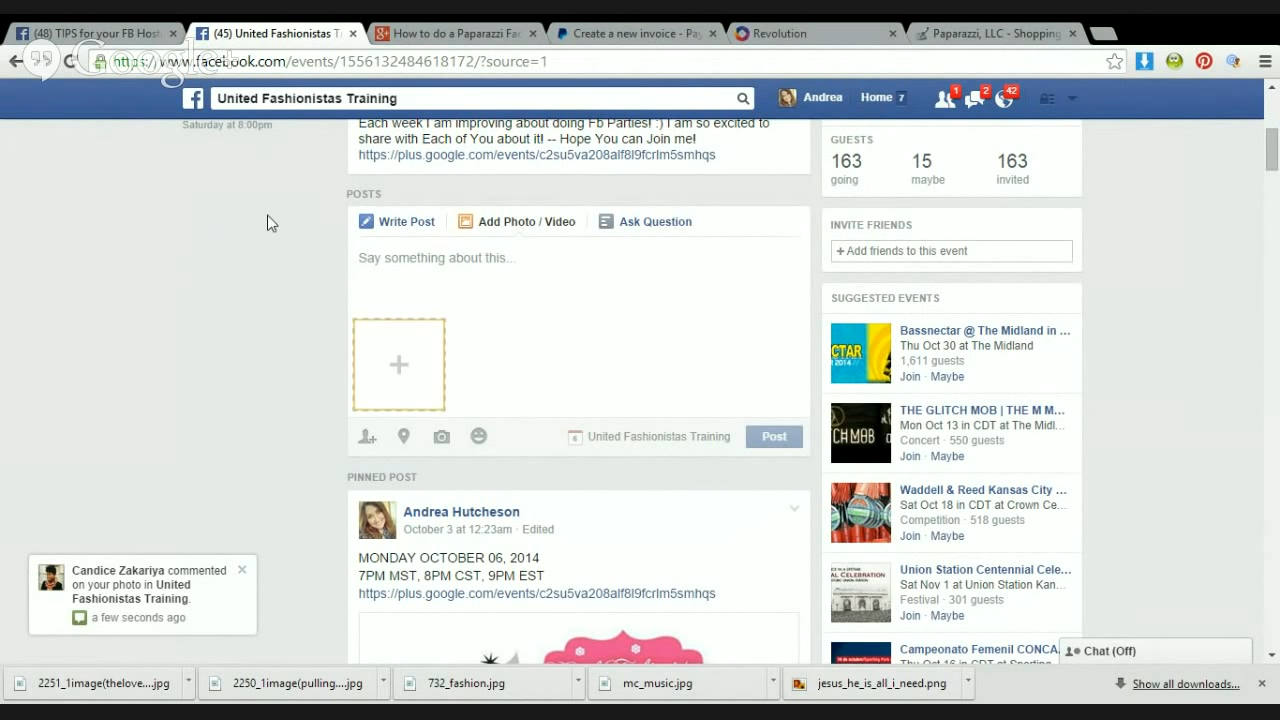 (48) TIPS for your FB Host
(45) United Fashionistas T
How to do a Paparazzi Fac
Create a new invoice - Pay
Revolution
Paparazzi, LLC - Shopping
Google+
https://www.facebook.com/events/1556132484618172/?source=1
United Fashionistas Training
Andrea
Home 7
1
2
42
Saturday at 8:00pm
Each week I am improving about doing Fb Parties! :) I am so excited to
share with Each of You about it! -- Hope You can Join me!
https://plus.google.com/events/c2su5va208alf8l9fcrlm5smhqs
POSTS
Write Post
Add Photo / Video
Ask Question
Say something about this...
+
6 United Fashionistas Training
Post
PINNED POST
Andrea Hutcheson
October 3 at 12:23am · Edited
MONDAY OCTOBER 06, 2014
7PM MST, 8PM CST, 9PM EST
https://plus.google.com/events/c2su5va208alf8l9fcrlm5smhqs
GUESTS
163 15 163
going maybe invited
INVITE FRIENDS
+ Add friends to this event
SUGGESTED EVENTS
Bassnectar @ The Midland in ...
Thu Oct 30 at The Midland
1,611 guests
Join · Maybe
THE GLITCH MOB | THE M M...
Mon Oct 13 in CDT at The Midl...
Concert · 550 guests
Join · Maybe
Waddell & Reed Kansas City ...
Sat Oct 18 in CDT at Crown Ce...
Competition · 518 guests
Join · Maybe
Union Station Centennial Cele...
Sat Nov 1 at Union Station Kan...
Festival · 301 guests
Join · Maybe
Campeonato Femenil CONCA
Chat (Off)
Candice Zakariya commented
on your photo in United
Fashionistas Training.
a few seconds ago
2251_1image(thelove....jpg
2250_1image(pulling....jpg
732_fashion.jpg
mc_music.jpg
jesus_he_is_all_i_need.png
Show all downloads...